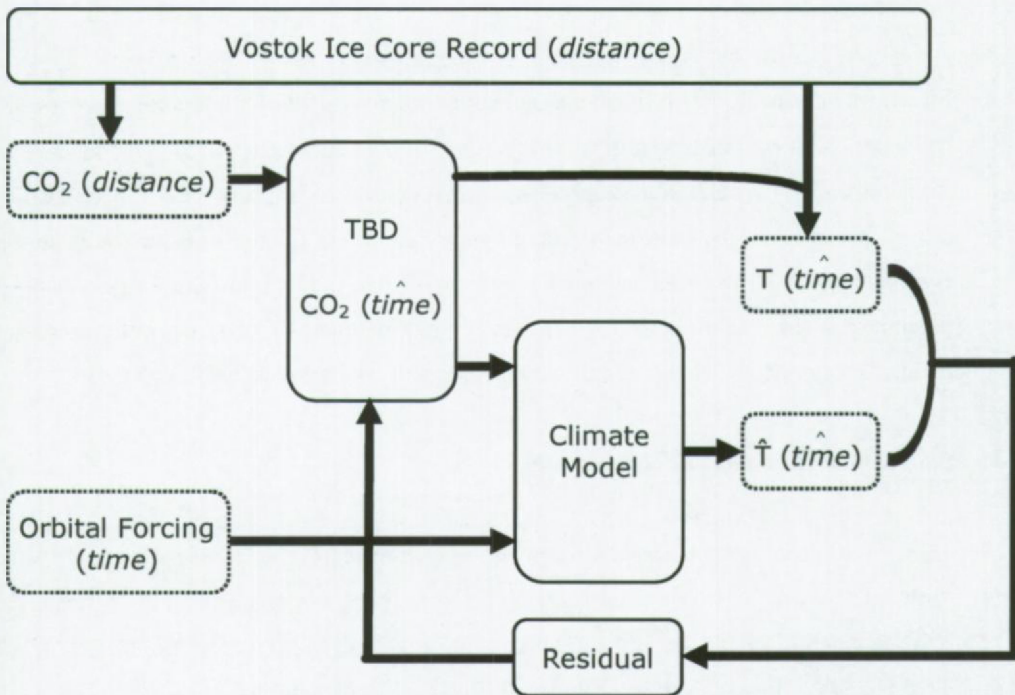 Vostok Ice Core Record (distance)
CO₂ (distance)
TBD
CO₂ (time^)
T (time^)
Climate
Model
T̂ (time^)
Orbital Forcing
(time)
Residual